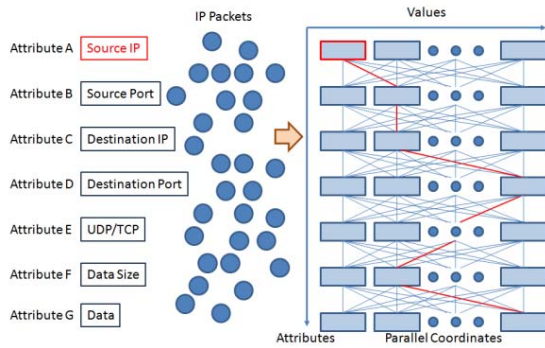 IP Packets
Values
Attribute A Source IP
Attribute B Source Port
Attribute C Destination IP
Attribute D Destination Port
Attribute E UDP/TCP
Attribute F Data Size
Attribute G Data
Attributes
Parallel Coordinates